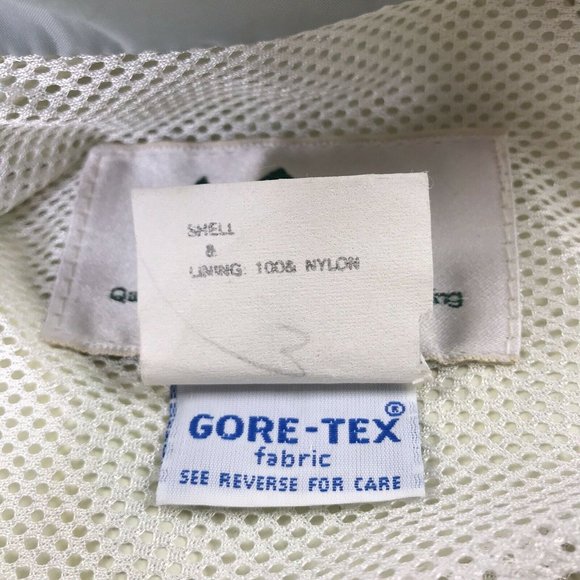 SHELL
&
LINING: 100& NYLON
GORE-TEX®
fabric
SEE REVERSE FOR CARE